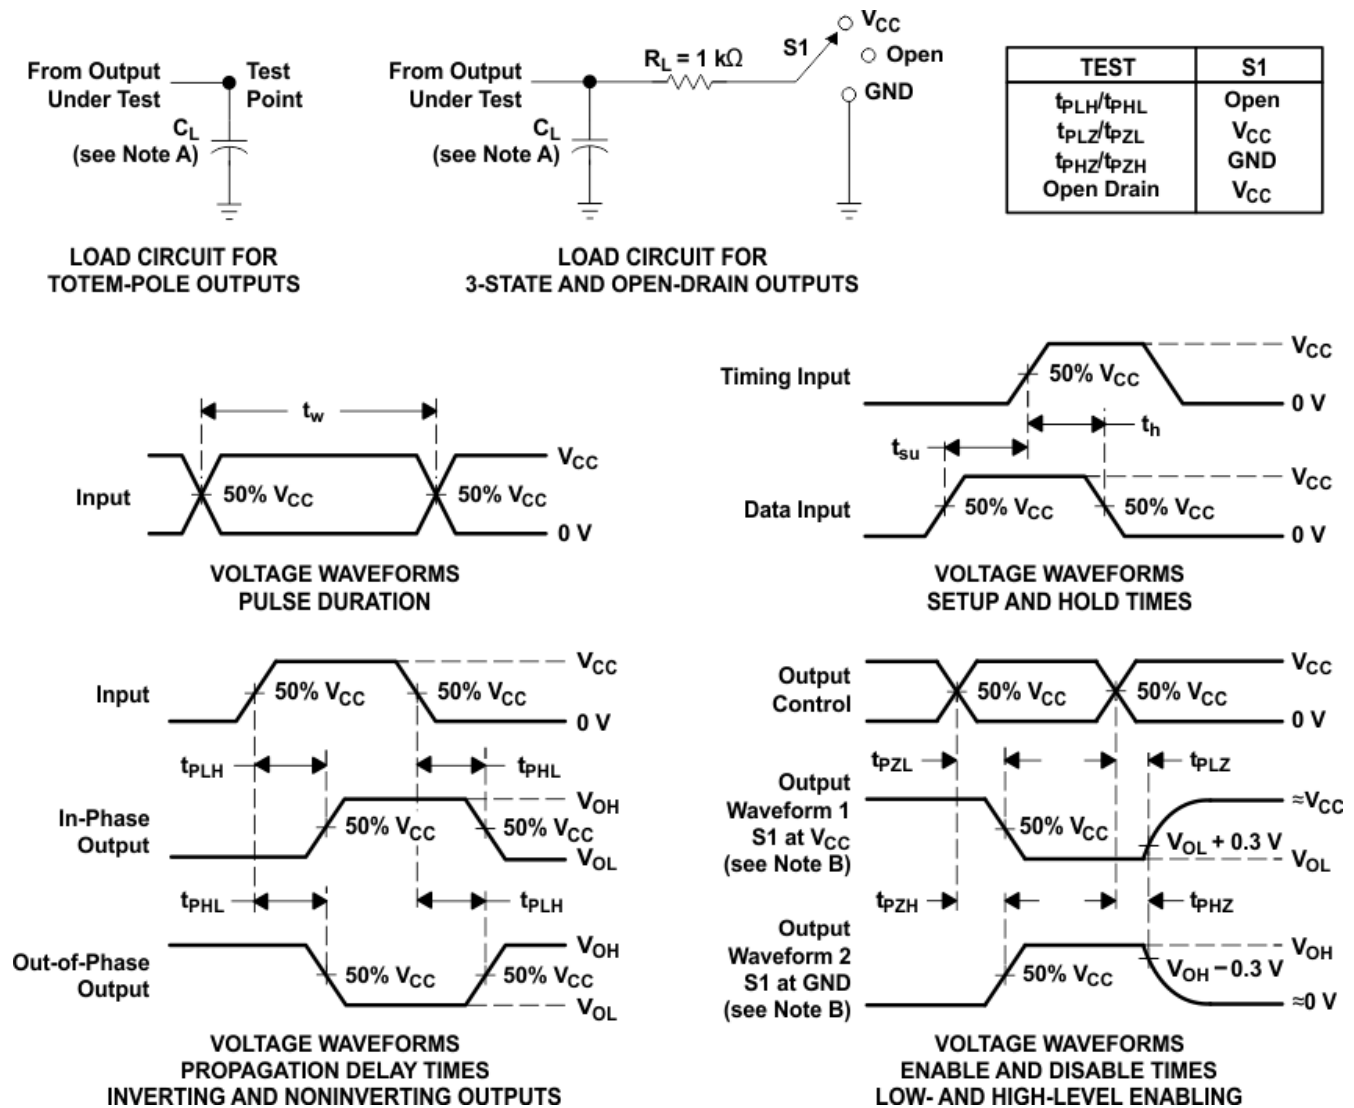 From Output
Under Test
Test
Point
CL
(see Note A)
LOAD CIRCUIT FOR
TOTEM-POLE OUTPUTS
From Output
Under Test
CL
(see Note A)
RL = 1 kΩ
S1
VCC
Open
GND
LOAD CIRCUIT FOR
3-STATE AND OPEN-DRAIN OUTPUTS
TEST S1
tPLH/tPHL Open
tPLZ/tPZL VCC
tPHZ/tPZH GND
Open Drain VCC
tw
Input
50% VCC
50% VCC
VCC
0 V
VOLTAGE WAVEFORMS
PULSE DURATION
Timing Input
50% VCC
VCC
0 V
th
tsu
Data Input
50% VCC
50% VCC
VCC
0 V
VOLTAGE WAVEFORMS
SETUP AND HOLD TIMES
Input
50% VCC
50% VCC
VCC
0 V
tPLH
tPHL
In-Phase
Output
50% VCC
50% VCC
VOH
VOL
tPHL
tPLH
Out-of-Phase
Output
50% VCC
50% VCC
VOH
VOL
VOLTAGE WAVEFORMS
PROPAGATION DELAY TIMES
INVERTING AND NONINVERTING OUTPUTS
Output
Control
50% VCC
50% VCC
VCC
0 V
tPZL
tPLZ
Output
Waveform 1
S1 at VCC
(see Note B)
50% VCC
VOL + 0.3 V
≈VCC
VOL
tPZH
tPHZ
Output
Waveform 2
S1 at GND
(see Note B)
50% VCC
VOH − 0.3 V
VOH
≈0 V
VOLTAGE WAVEFORMS
ENABLE AND DISABLE TIMES
LOW- AND HIGH-LEVEL ENABLING